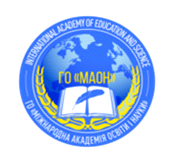 INTERNATIONAL ACADEMY OF EDUCATION AND SCIENCE
ГО «МАОН»
ГО «МІЖНАРОДНА АКАДЕМІЯ ОСВІТИ І НАУКИ»